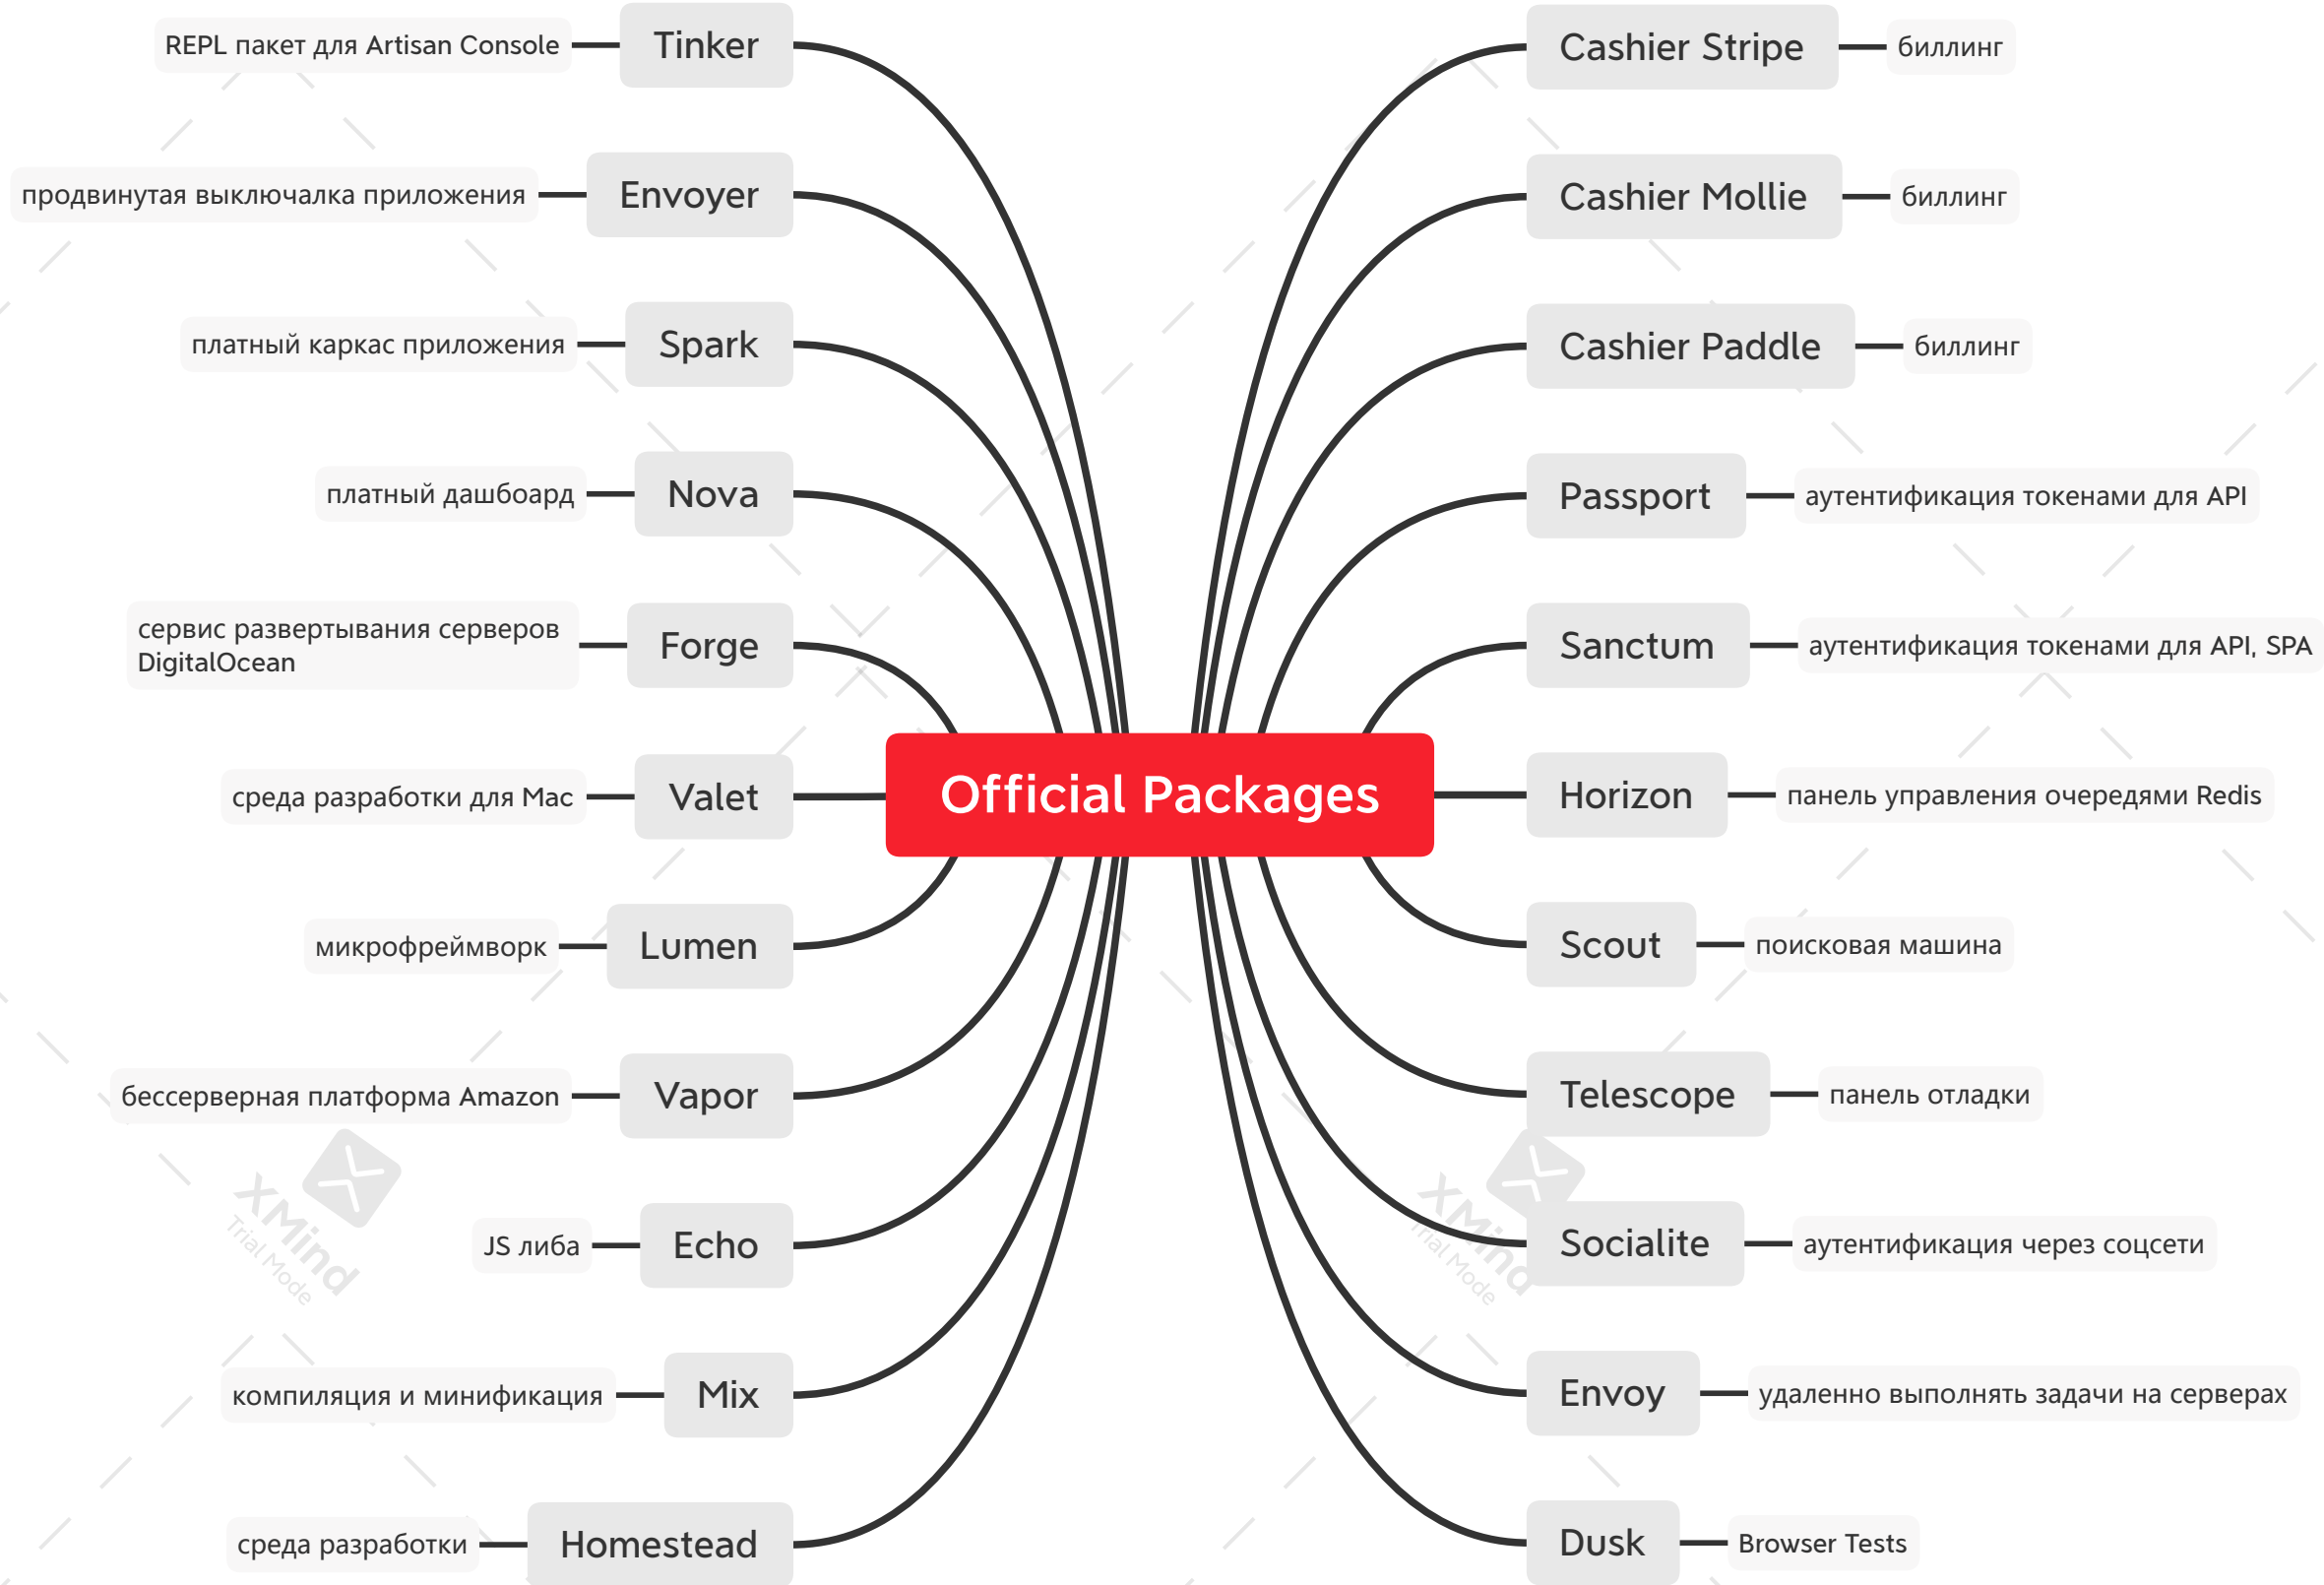 REPL пакет для Artisan Console
Tinker
продвинутая выключалка приложения
Envoyer
платный каркас приложения
Spark
платный дашбоард
Nova
сервис развертывания серверов
DigitalOcean
Forge
среда разработки для Mac
Valet
микрофреймворк
Lumen
бессерверная платформа Amazon
Vapor
JS либа
Echo
компиляция и минификация
Mix
среда разработки
Homestead
Official Packages
Cashier Stripe
биллинг
Cashier Mollie
биллинг
Cashier Paddle
биллинг
Passport
аутентификация токенами для API
Sanctum
аутентификация токенами для API, SPA
Horizon
панель управления очередями Redis
Scout
поисковая машина
Telescope
панель отладки
Socialite
аутентификация через соцсети
Envoy
удаленно выполнять задачи на серверах
Dusk
Browser Tests
XMind
Trial Mode
XMind
Trial Mode